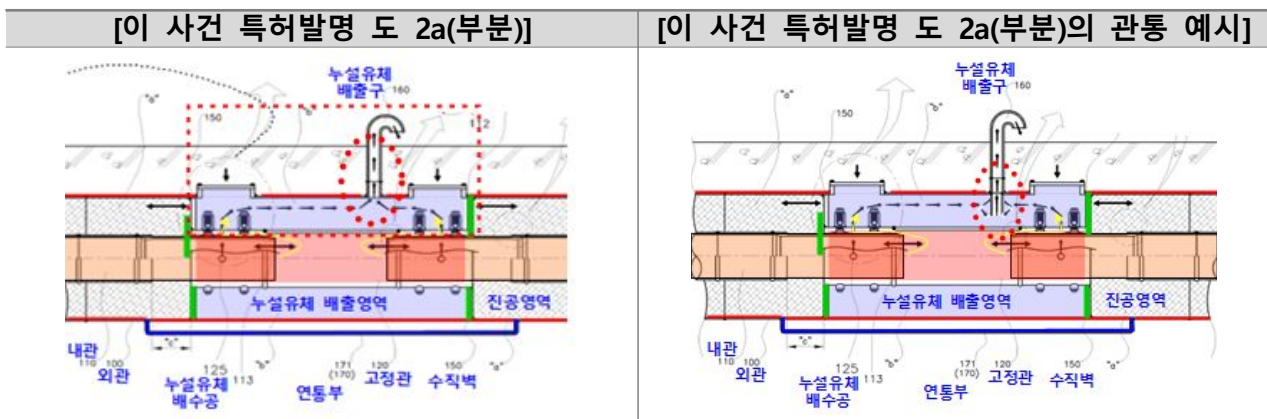 [이 사건 특허발명 도 2a(부분)]
[이 사건 특허발명 도 2a(부분)의 관통 예시]
누설유체
배출구 160
150
"b"
누설유체 배출영역
진공영역
내관
110 100
외관
"c"
125
누설유체 113
배수공
"b"
연통부
171
(170)
120
고정관
150
수직벽
"a"
누설유체
배출구 160
"a"
150
"b"
누설유체 배출영역
진공영역
내관
110 100
외관
"c"
125
누설유체 113
배수공
"b"
연통부
171
(170)
120
고정관
150
수직벽
"a"